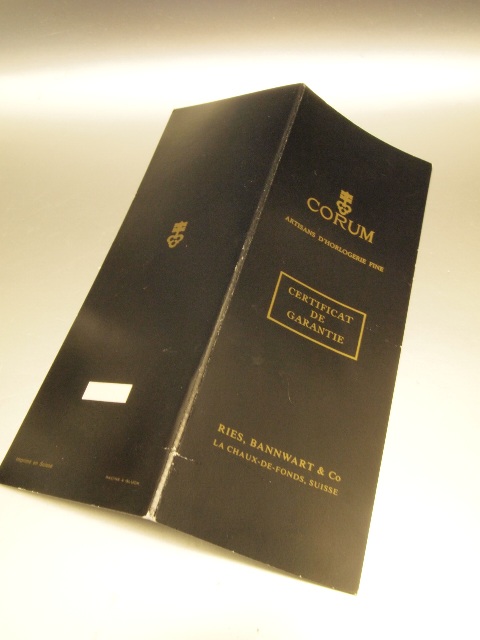 CORUM
ARTISANS D'HORLOGERIE FINE
CERTIFICAT
DE
GARANTIE
RIES, BANNWART & Co
LA CHAUX-DE-FONDS, SUISSE